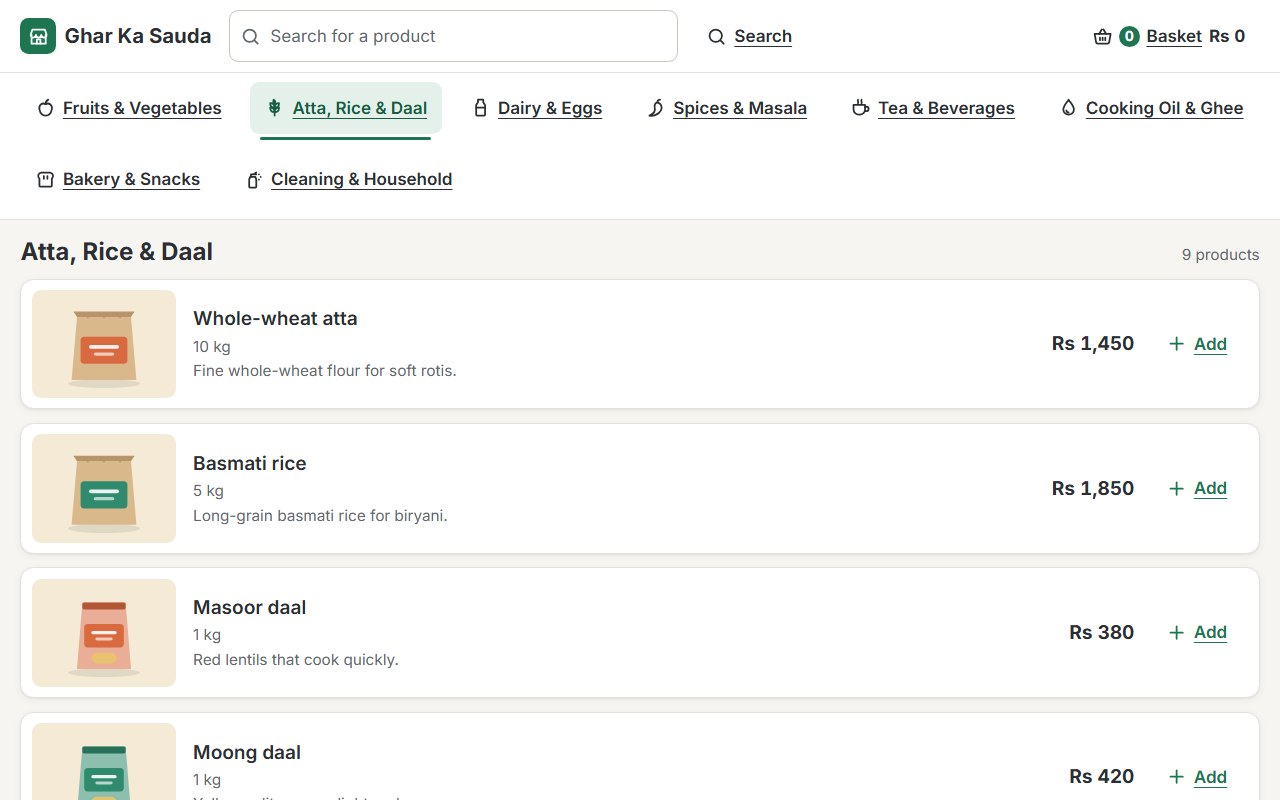 Ghar Ka Sauda
Search for a product
Search
0 Basket Rs 0
Fruits & Vegetables
Atta, Rice & Daal
Dairy & Eggs
Spices & Masala
Tea & Beverages
Cooking Oil & Ghee
Bakery & Snacks
Cleaning & Household
Atta, Rice & Daal
9 products
Whole-wheat atta
10 kg
Fine whole-wheat flour for soft rotis.
Rs 1,450
Add
Basmati rice
5 kg
Long-grain basmati rice for biryani.
Rs 1,850
Add
Masoor daal
1 kg
Red lentils that cook quickly.
Rs 380
Add
Moong daal
1 kg
Rs 420
Add